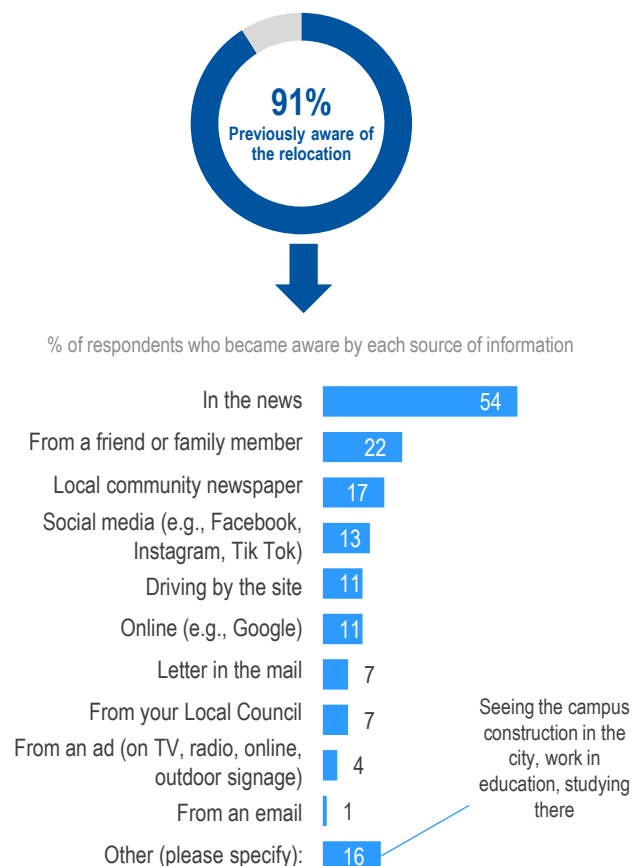 91%
Previously aware of
the relocation
% of respondents who became aware by each source of information
In the news
54
From a friend or family member
22
Local community newspaper
17
Social media (e.g., Facebook,
Instagram, Tik Tok)
13
Driving by the site
11
Online (e.g., Google)
11
Letter in the mail
7
From your Local Council
7
From an ad (on TV, radio, online,
outdoor signage)
4
From an email
1
Other (please specify):
16
Seeing the campus
construction in the
city, work in
education, studying
there